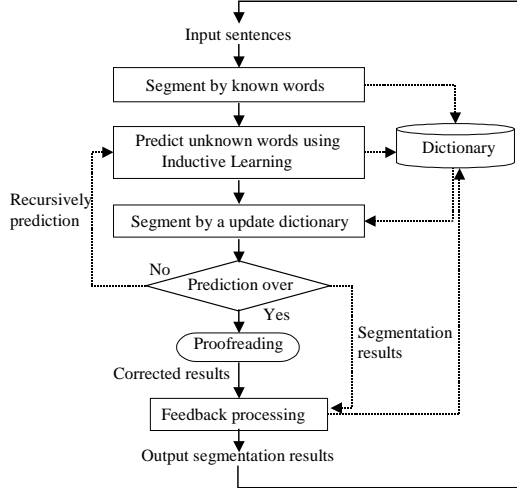 Input sentences
Segment by known words
Predict unknown words using
Inductive Learning
Dictionary
Recursively
prediction
Segment by a update dictionary
No
Prediction over
Yes
Segmentation
results
Proofreading
Corrected results
Feedback processing
Output segmentation results